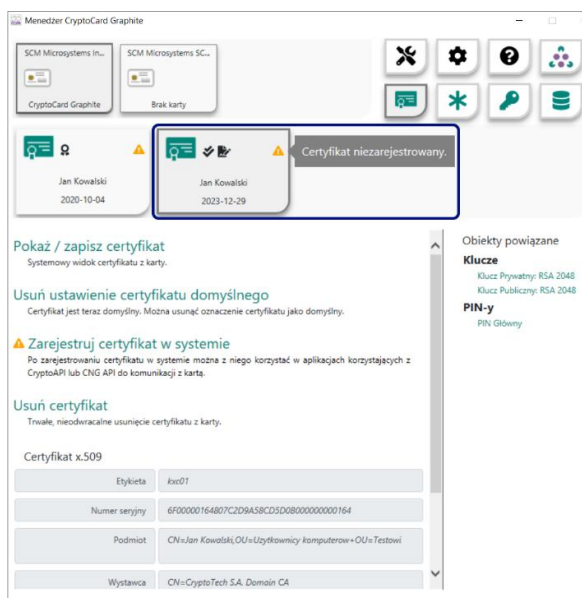 Menedżer CryptoCard Graphite
SCM Microsystems In...
CryptoCard Graphite
SCM Microsystems SC...
Brak karty
Jan Kowalski
2020-10-04
Jan Kowalski
2023-12-29
Certyfikat niezarejestrowany.
Pokaż / zapisz certyfikat
Systemowy widok certyfikatu z karty.
Usuń ustawienie certyfikatu domyślnego
Certyfikat jest teraz domyślny. Można usunąć oznaczenie certyfikatu jako domyślny.
Zarejestruj certyfikat w systemie
Po zarejestrowaniu certyfikatu w systemie można z niego korzystać w aplikacjach korzystających z
CryptoAPI lub CNG API do komunikacji z kartą.
Usuń certyfikat
Trwałe, nieodwracalne usunięcie certyfikatu z karty.
Certyfikat x.509
Etykieta kxc01
Numer seryjny 6F00000164807C2D9A58CD5D0B000000000164
Podmiot CN=Jan Kowalski,OU=Uzytkownicy komputerow+OU=Testowi
Wystawca CN=CryptoTech S.A. Domain CA
Obiekty powiązane
Klucze
Klucz Prywatny: RSA 2048
Klucz Publiczny: RSA 2048
PIN-y
PIN Główny